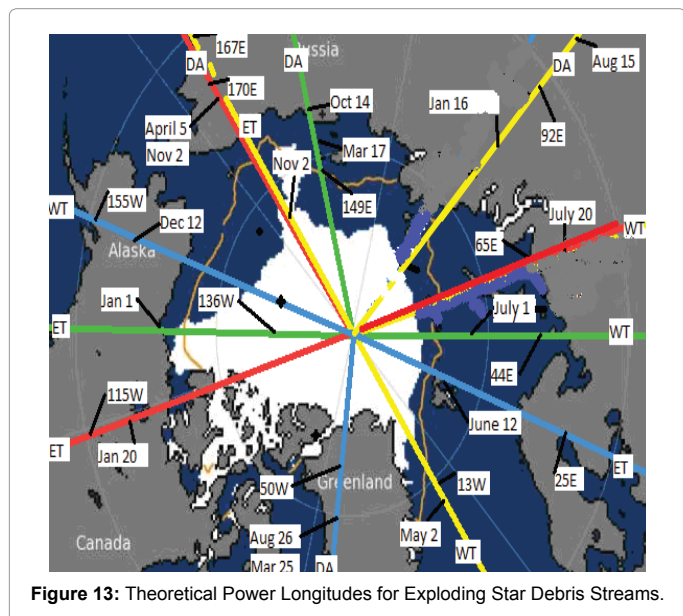 167E
ussia
DA
DA
DA
Aug 15
170E
Oct 14
Jan 16
April 5
ET
92E
Nov 2
Nov 2
Mar 17
155W
149E
July 20
WT
Dec 12
65E
WT
Alaska
Jan 1
136W
July 1
ET
WT
44E
115W
June 12
ET
Jan 20
25E
ET
50W
Greenland
13W
Aug 26
May 2
Canada
Mar 25
DA
WT
Figure 13: Theoretical Power Longitudes for Exploding Star Debris Streams.